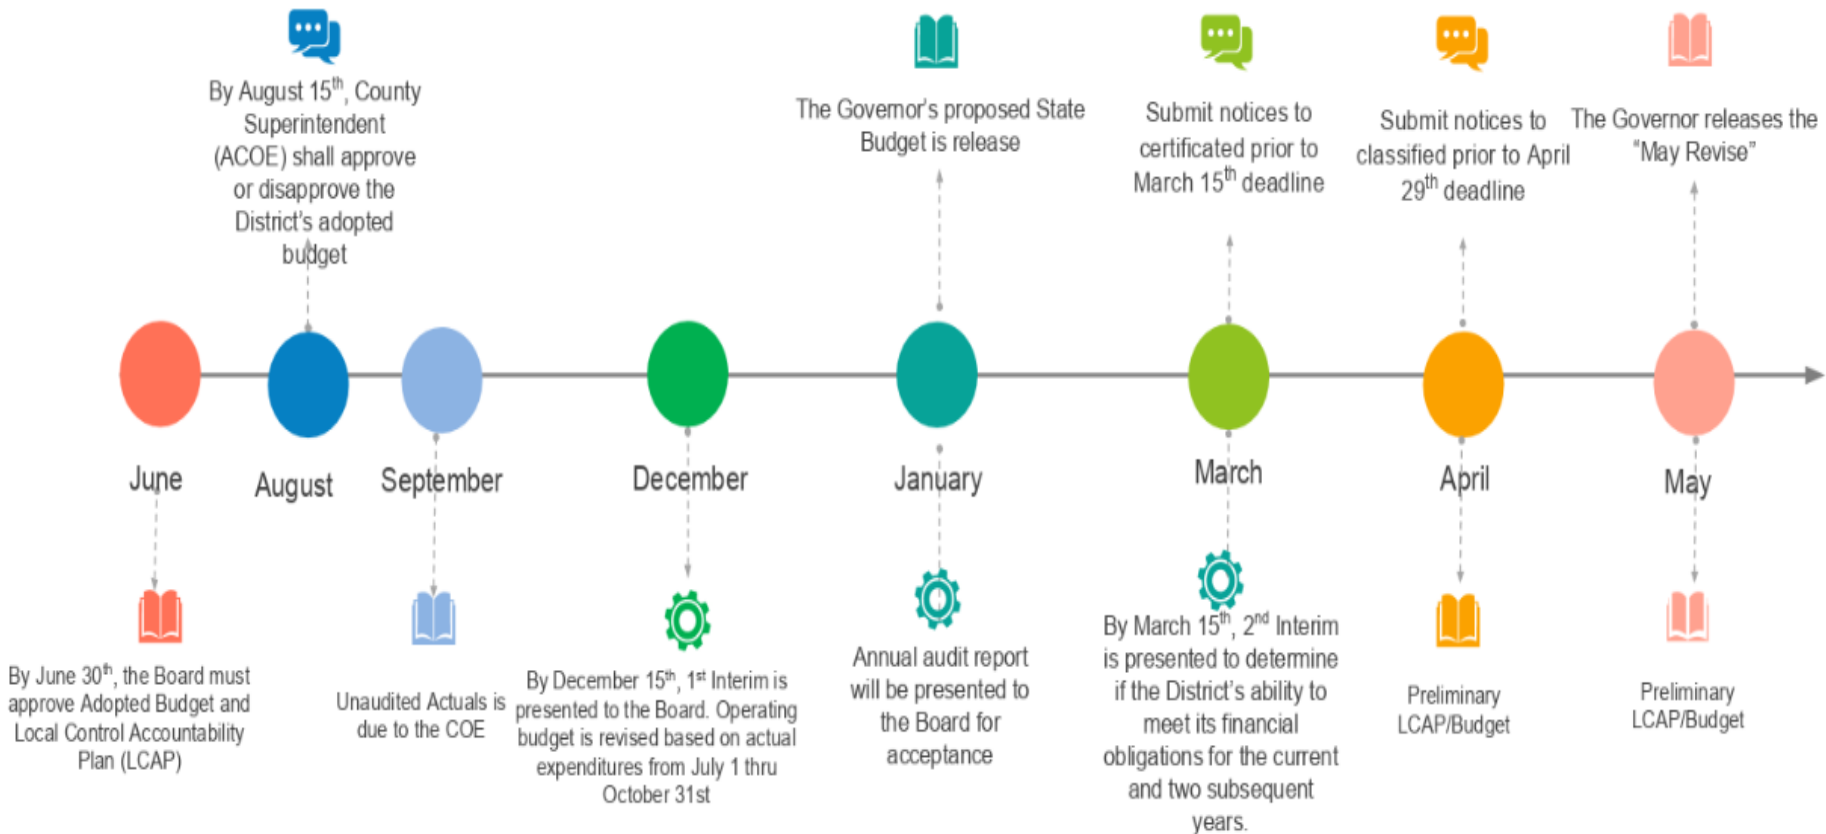 By August 15th, County
Superintendent
(ACOE) shall approve
or disapprove the
District's adopted
budget
The Governor's proposed State
Budget is release
Submit notices to
certificated prior to
March 15th deadline
Submit notices to
classified prior to April
29th deadline
The Governor releases the
"May Revise"
June
August
September
December
January
March
April
May
By June 30th, the Board must
approve Adopted Budget and
Local Control Accountability
Plan (LCAP)
Unaudited Actuals is
due to the COE
By December 15th, 1st Interim is
presented to the Board. Operating
budget is revised based on actual
expenditures from July 1 thru
October 31st
Annual audit report
will be presented to
the Board for
acceptance
By March 15th, 2nd Interim
is presented to determine
if the District's ability to
meet its financial
obligations for the current
and two subsequent
years.
Preliminary
LCAP/Budget
Preliminary
LCAP/Budget